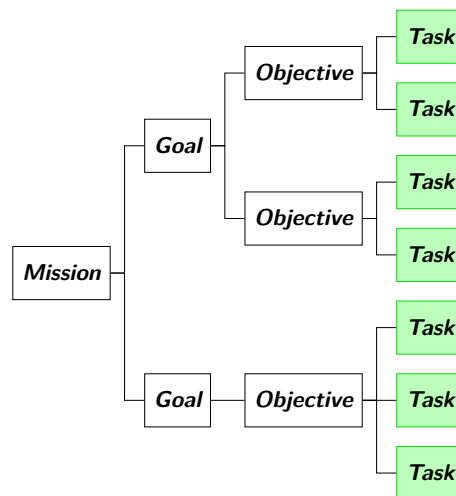 Task
Objective
Task
Goal
Task
Objective
Task
Mission
Task
Goal
Objective
Task
Task